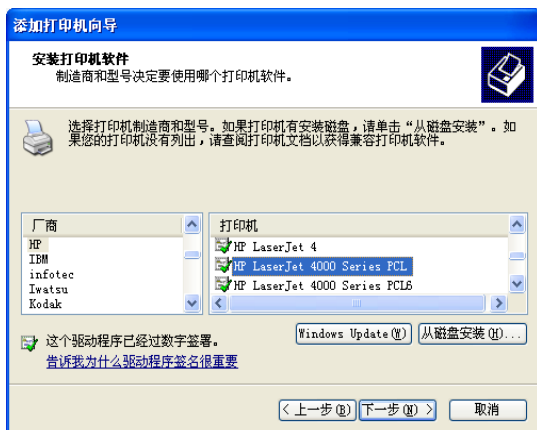 添加打印机向导
安装打印机软件
制造商和型号决定要使用哪个打印机软件。
选择打印机制造商和型号。如果打印机有安装磁盘，请单击“从磁盘安装”。如
果您的打印机没有列出，请查阅打印机文档以获得兼容打印机软件。
厂商
HP
IBM
infotec
Iwatsu
Kodak
打印机
HP LaserJet 4
HP LaserJet 4000 Series PCL
HP LaserJet 4000 Series PCL6
这个驱动程序已经过数字签署。
告诉我为什么驱动程序签名很重要
Windows Update(W)
从磁盘安装(H)...
< 上一步(B)
下一步(N) >
取消